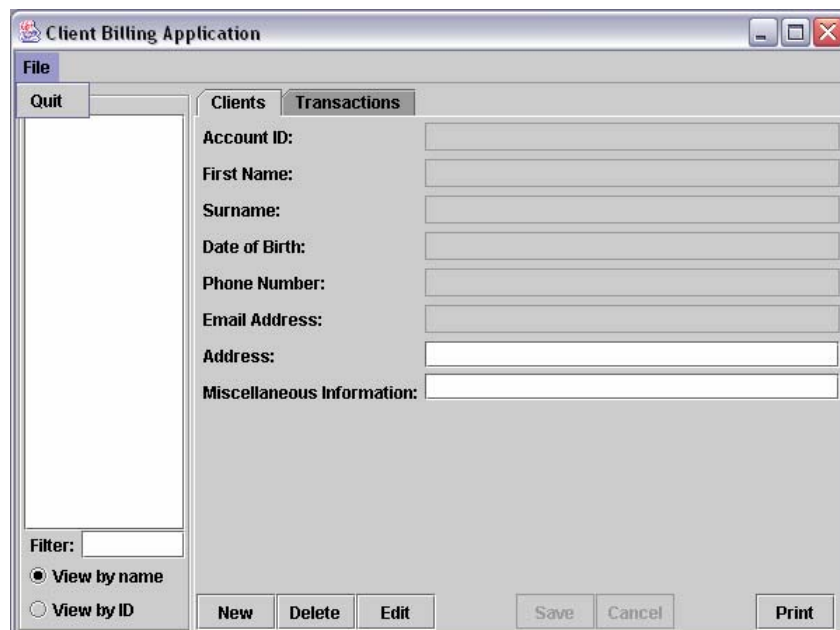 Client Billing Application
File
Quit
Clients Transactions
Account ID:
First Name:
Surname:
Date of Birth:
Phone Number:
Email Address:
Address:
Miscellaneous Information:
Filter:
View by name
View by ID
New Delete Edit Save Cancel Print